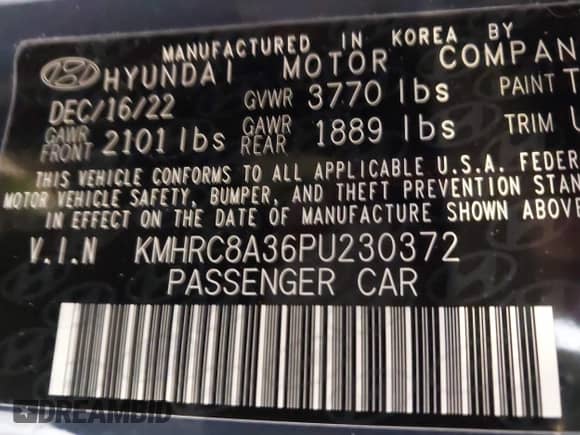 MANUFACTURED IN KOREA BY
HYUNDAI MOTOR COMPAN
DEC/16/22 GVWR 3770 lbs PAINT T
GAWR FRONT 2101 lbs GAWR REAR 1889 lbs TRIM
THIS VEHICLE CONFORMS TO ALL APPLICABLE U.S.A. FEDER
MOTOR VEHICLE SAFETY, BUMPER, AND THEFT PREVENTION STAN
IN EFFECT ON THE DATE OF MANUFACTURE SHOWN ABOVE
V.I.N KMHRC8A36PU230372
PASSENGER CAR
DREAMBID